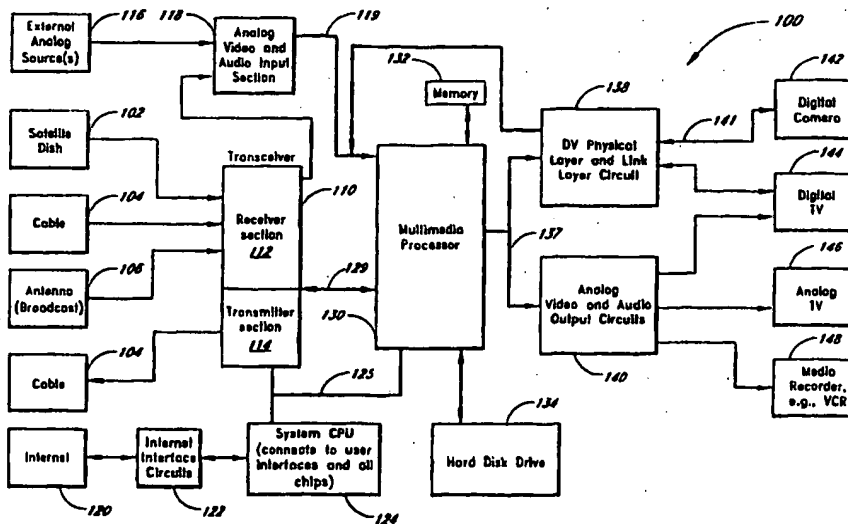 116
118
119
100
External
Analog
Source(s)
Analog
Video and
Audio Input
Section
132
Memory
138
142
Digital
Camera
102
Satellite
Dish
DV Physical
Layer and Link
Layer Circuit
141
144
Digital
TV
Transceiver
110
104
Cable
Receiver
section
112
Multimedia
Processor
137
106
Antenna
(Broadcast)
129
146
Analog
TV
Analog
Video and Audio
Output Circuits
Transmitter
section
114
130
104
Cable
125
140
148
Media
Recorder,
e.g., VCR
134
Hard Disk Drive
Internet
120
Internet
Interface
Circuits
122
System CPU
(connects to user
interfaces and all
chips)
124